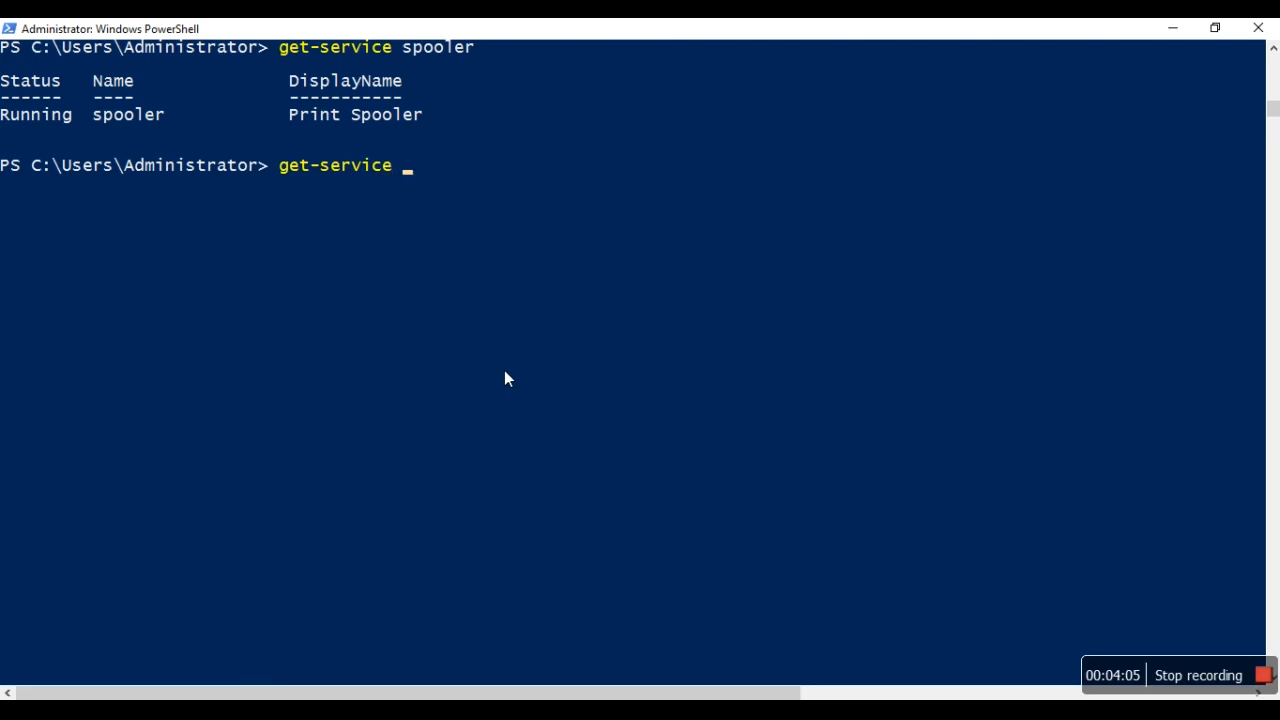 Administrator: Windows PowerShell
PS C:\Users\Administrator> get-service spooler
Status   Name               DisplayName
------   ----               -----------
Running  spooler            Print Spooler
PS C:\Users\Administrator> get-service _
00:04:05 Stop recording